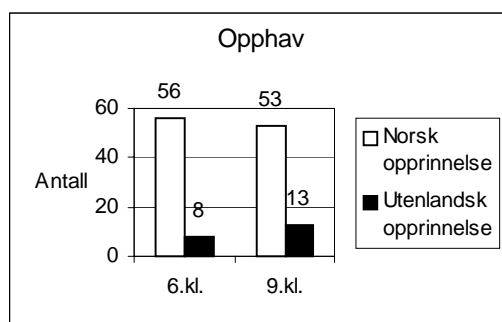 Opphav
56
53
8
13
60
40
20
0
Antall
6.kl.
9.kl.
Norsk
opprinnelse
Utenlandsk
opprinnelse